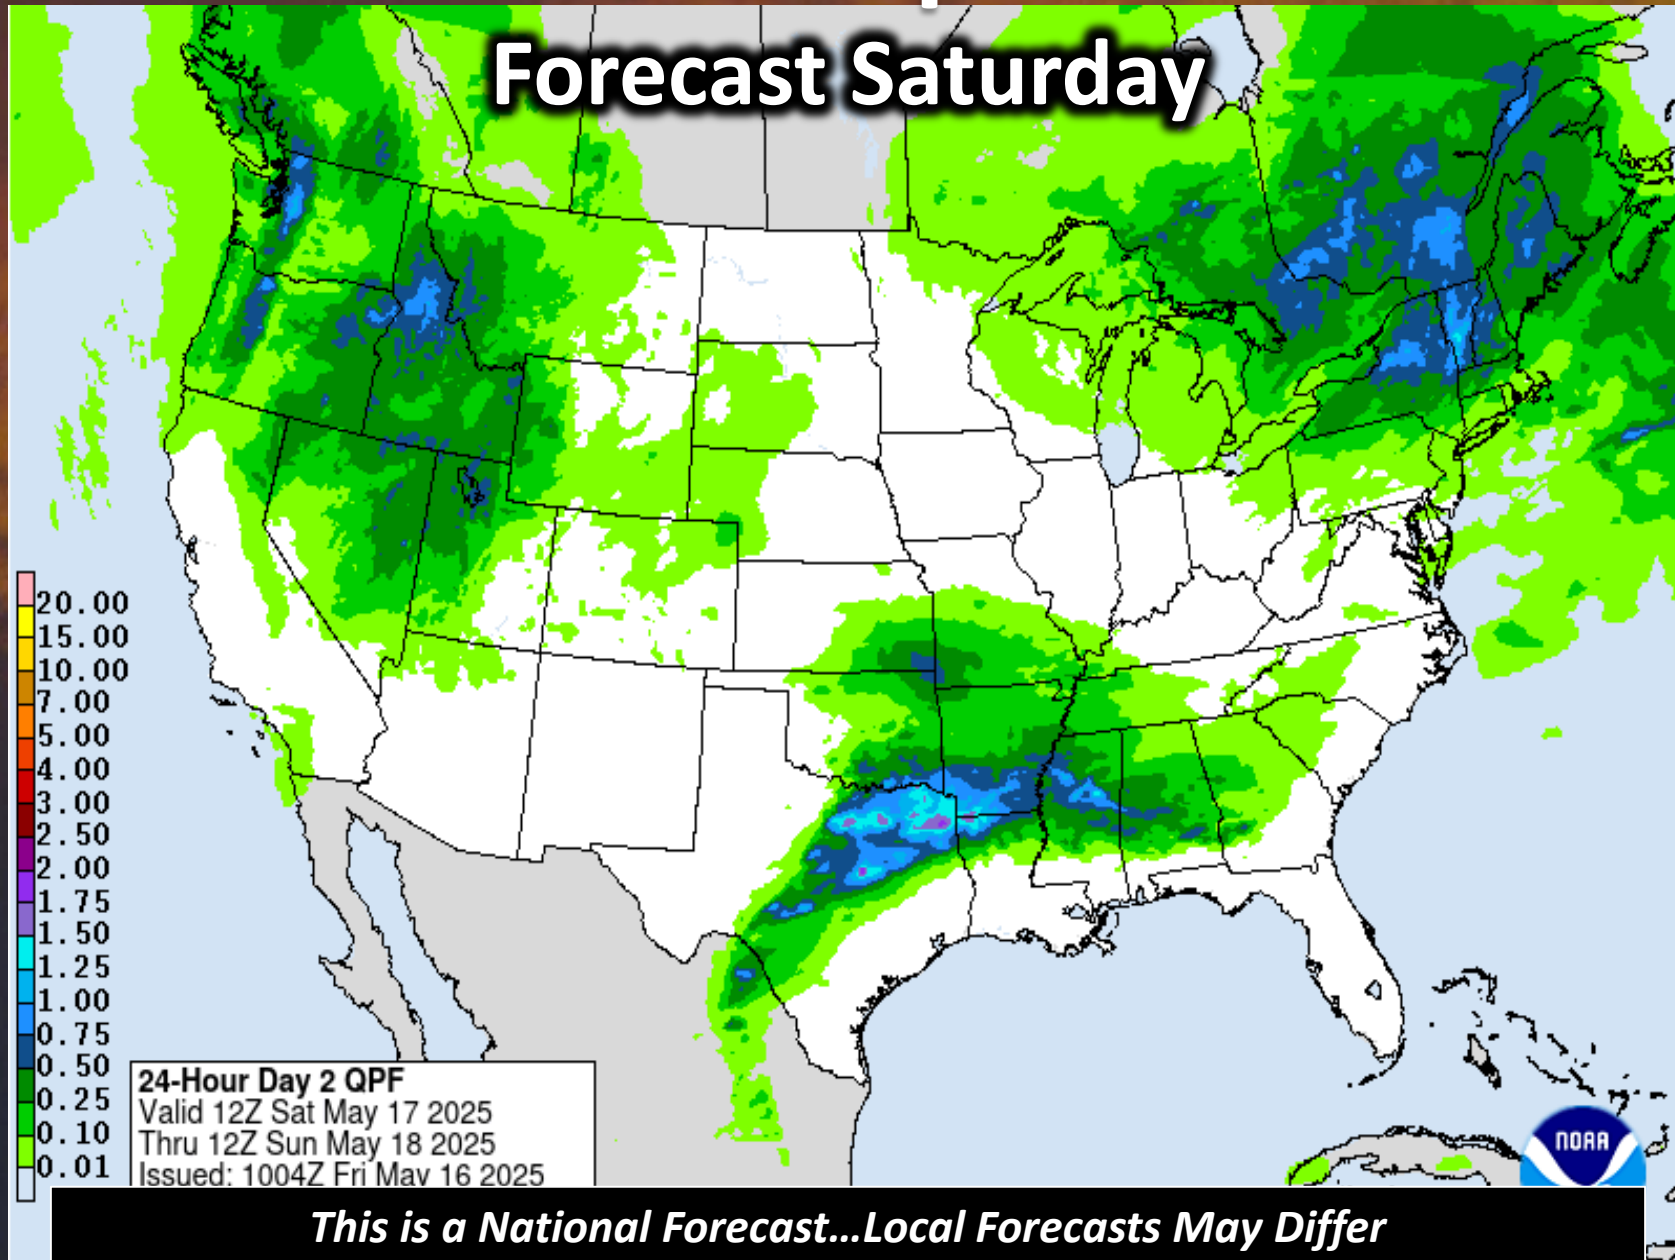 Forecast Saturday
20.00
15.00
10.00
7.00
5.00
4.00
3.00
2.50
2.00
1.75
1.50
1.25
1.00
0.75
0.50
0.25
0.10
0.01
24-Hour Day 2 QPF
Valid 12Z Sat May 17 2025
Thru 12Z Sun May 18 2025
Issued: 1004Z Fri May 16 2025
NOAA
This is a National Forecast...Local Forecasts May Differ